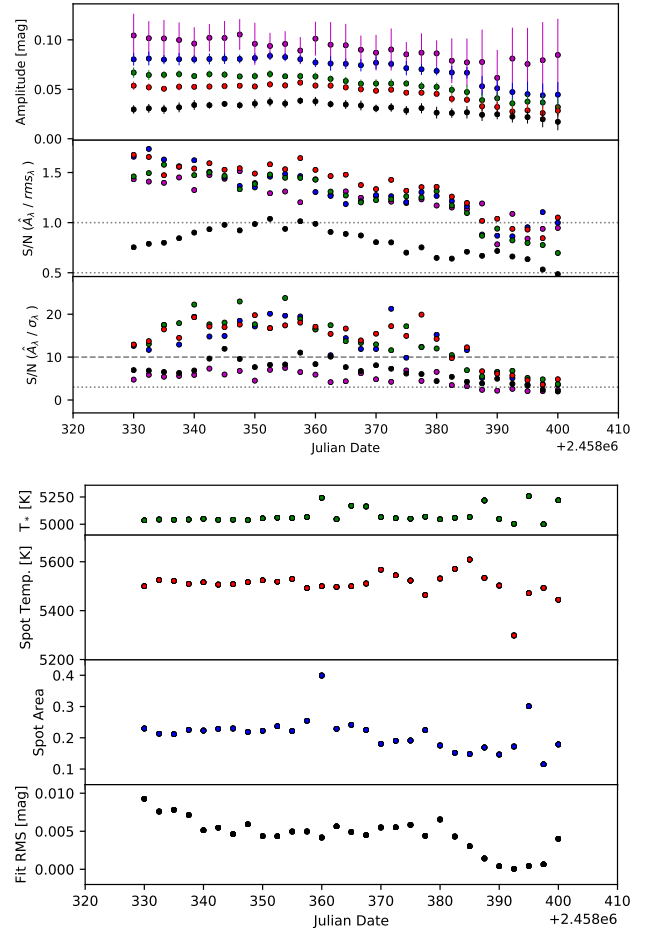 Amplitude [mag]
0.10
0.05
0.00
S/N (Â_λ / rms_λ )
1.5
1.0
0.5
S/N (Â_λ / σ_λ )
20
10
0
320 330 340 350 360 370 380 390 400 410
Julian Date
+2.458e6
T_* [K]
5250
5000
Spot Temp. [K]
5600
5400
5200
Spot Area
0.4
0.3
0.2
0.1
Fit RMS [mag]
0.010
0.005
0.000
320 330 340 350 360 370 380 390 400 410
Julian Date
+2.458e6